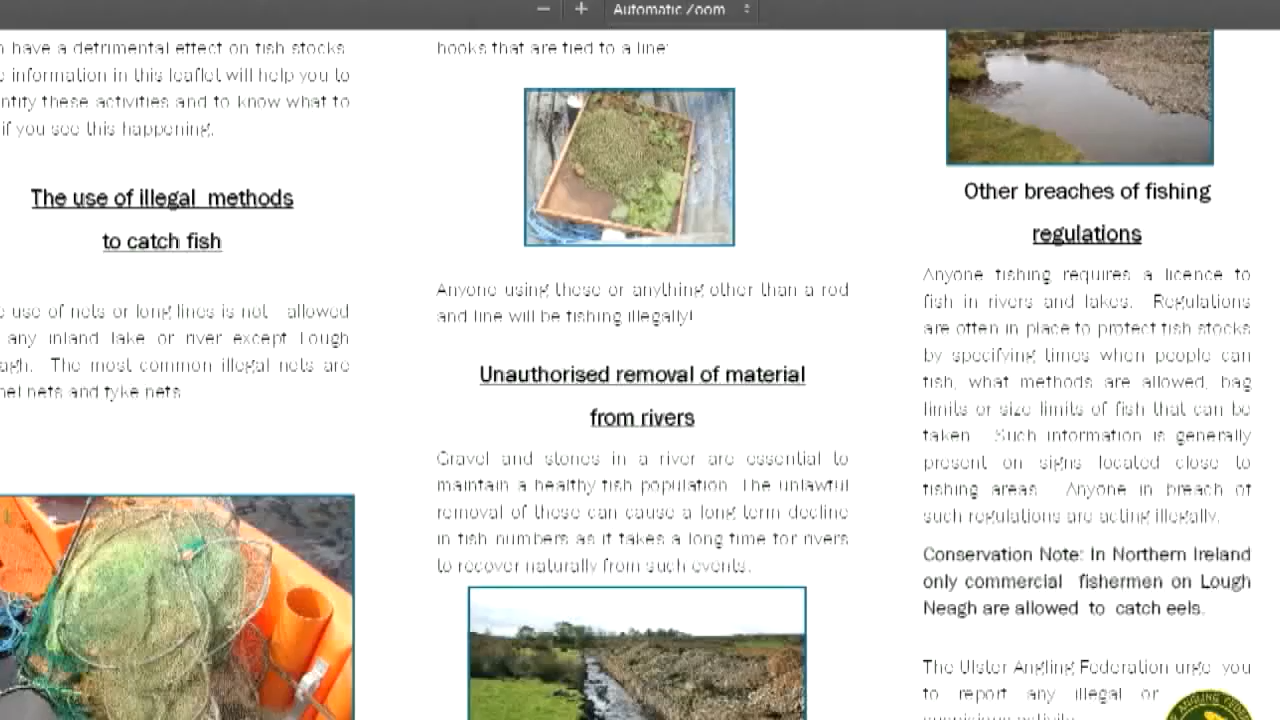 Automatic Zoom
have a detrimental effect on fish stocks.
information in this leaflet will help you to
these activities and to know what to
if you see this happening.
The use of illegal methods
to catch fish
use of nets or long lines is not allowed
any inland lake or river except Lough
The most common illegal nets are
nets and fyke nets
hooks that are tied to a line:
Anyone using these or anything other than a rod
and line will be fishing illegally!
Unauthorised removal of material
from rivers
Gravel and stones in a river are essential to
maintain a healthy fish population. The unlawful
removal of these can cause a long term decline
in fish numbers as it takes a long time for rivers
to recover naturally from such events.
Other breaches of fishing
regulations
Anyone fishing requires a licence to
fish in rivers and lakes. Regulations
are often in place to protect fish stocks
by specifying times when people can
fish, what methods are allowed, bag
limits or size limits of fish that can be
taken. Such information is generally
present on signs located close to
fishing areas. Anyone in breach of
such regulations are acting illegally.
Conservation Note: In Northern Ireland
only commercial fishermen on Lough
Neagh are allowed to catch eels.
The Ulster Angling Federation urge you
to report any illegal or
suspicious activity
ANGLING